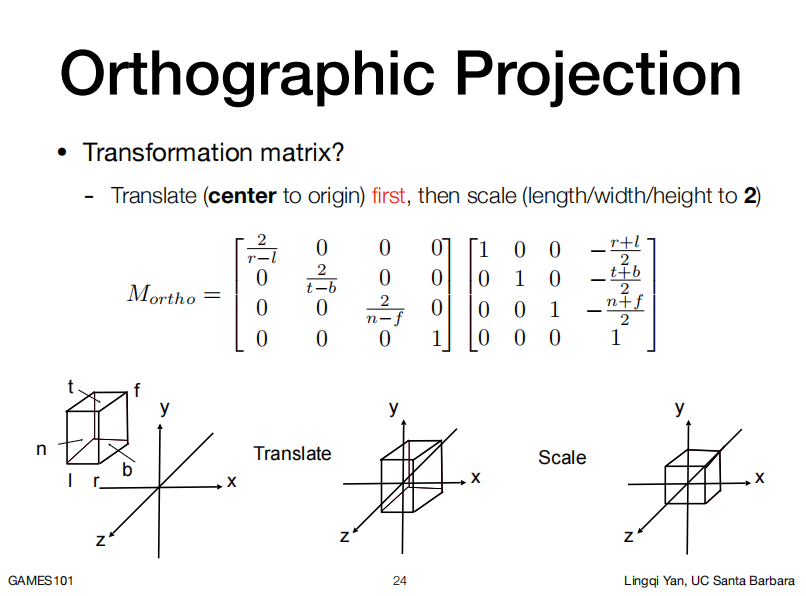 Orthographic Projection
• Transformation matrix?
- Translate (center to origin) first, then scale (length/width/height to 2)
M_{ortho} = \begin{bmatrix} \frac{2}{r-l} & 0 & 0 & 0 \\ 0 & \frac{2}{t-b} & 0 & 0 \\ 0 & 0 & \frac{2}{n-f} & 0 \\ 0 & 0 & 0 & 1 \end{bmatrix} \begin{bmatrix} 1 & 0 & 0 & -\frac{r+l}{2} \\ 0 & 1 & 0 & -\frac{t+b}{2} \\ 0 & 0 & 1 & -\frac{n+f}{2} \\ 0 & 0 & 0 & 1 \end{bmatrix}
t f
n
l r b
y
x
z
Translate
y
x
z
Scale
y
x
z
GAMES101
24
Lingqi Yan, UC Santa Barbara